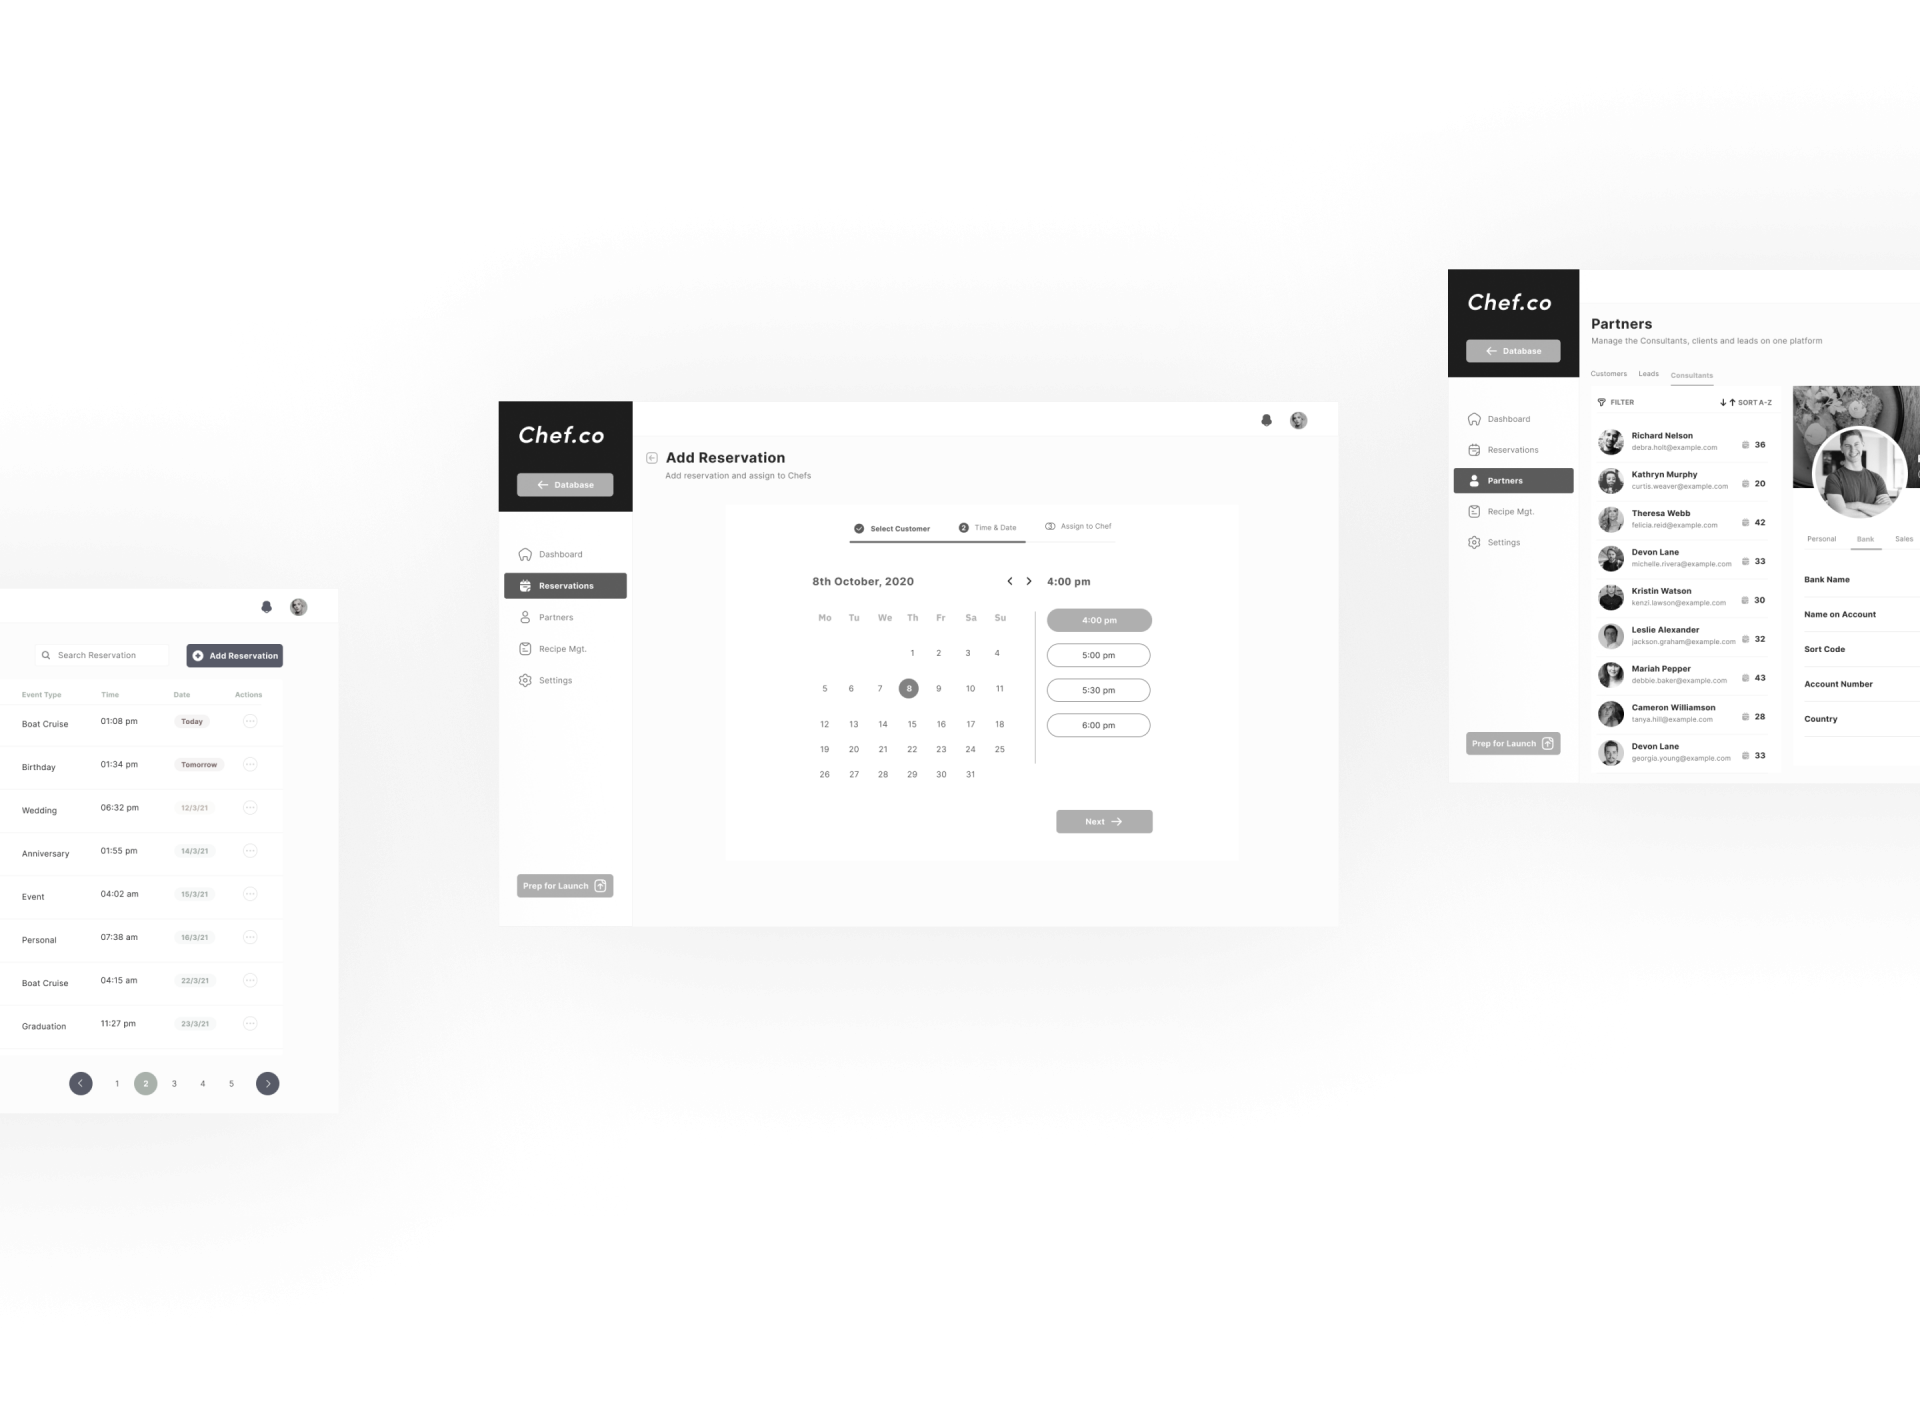 Search Reservation
Add Reservation
Event Type Time Date Actions
Boat Cruise 01:08 pm Today
Birthday 01:34 pm Tomorrow
Wedding 06:32 pm 12/3/21
Anniversary 01:55 pm 14/3/21
Event 04:02 am 15/3/21
Personal 07:38 am 16/3/21
Boat Cruise 04:15 am 22/3/21
Graduation 11:27 pm 23/3/21
1 2 3 4 5
Chef.co
Database
Dashboard
Reservations
Partners
Recipe Mgt.
Settings
Prep for Launch
Add Reservation
Add reservation and assign to Chefs
Select Customer 2 Time & Date Assign to Chef
8th October, 2020
Mo Tu We Th Fr Sa Su
1 2 3 4
5 6 7 8 9 10 11
12 13 14 15 16 17 18
19 20 21 22 23 24 25
26 27 28 29 30 31
4:00 pm
4:00 pm
5:00 pm
5:30 pm
6:00 pm
Next
Chef.co
Database
Dashboard
Reservations
Partners
Recipe Mgt.
Settings
Prep for Launch
Partners
Manage the Consultants, clients and leads on one platform
Customers Leads Consultants
FILTER SORT A-Z
Richard Nelson
debra.holt@example.com 36
Kathryn Murphy
curtis.weaver@example.com 20
Theresa Webb
felicia.reid@example.com 42
Devon Lane
michelle.rivera@example.com 33
Kristin Watson
kenzi.lawson@example.com 30
Leslie Alexander
jackson.graham@example.com 32
Mariah Pepper
debbie.baker@example.com 43
Cameron Williamson
tanya.hill@example.com 28
Devon Lane
georgia.young@example.com 33
Personal Bank Sales
Bank Name
Name on Account
Sort Code
Account Number
Country